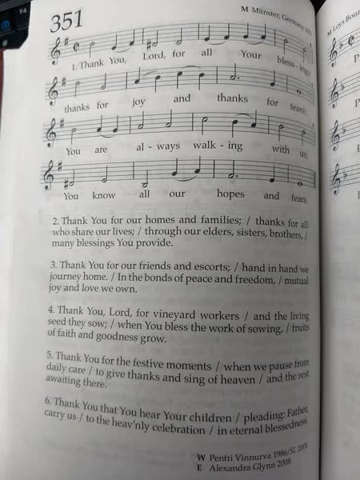 351
M Münster, Germany
1. Thank You, Lord, for all Your bless - ings
thanks for joy and thanks for tears;
You are al - ways walk - ing with us,
You know all our hopes and fears.
2. Thank You for our homes and families; / thanks for all
who share our lives; / through our elders, sisters, brothers, /
many blessings You provide.
3. Thank You for our friends and escorts; / hand in hand we
journey home. / In the bonds of peace and freedom, / mutual
joy and love we own.
4. Thank You, Lord, for vineyard workers / and the living
seed they sow; / when You bless the work of sowing, / fruits
of faith and goodness grow.
5. Thank You for the festive moments / when we pause from
daily care / to give thanks and sing of heaven / and the rest
awaiting there.
6. Thank You that You hear Your children / pleading: Father,
carry us / to the heav'nly celebration / in eternal blessedness.
W Pentti Vinnurva 1986/SL 2008
E Alexandra Glynn 2006